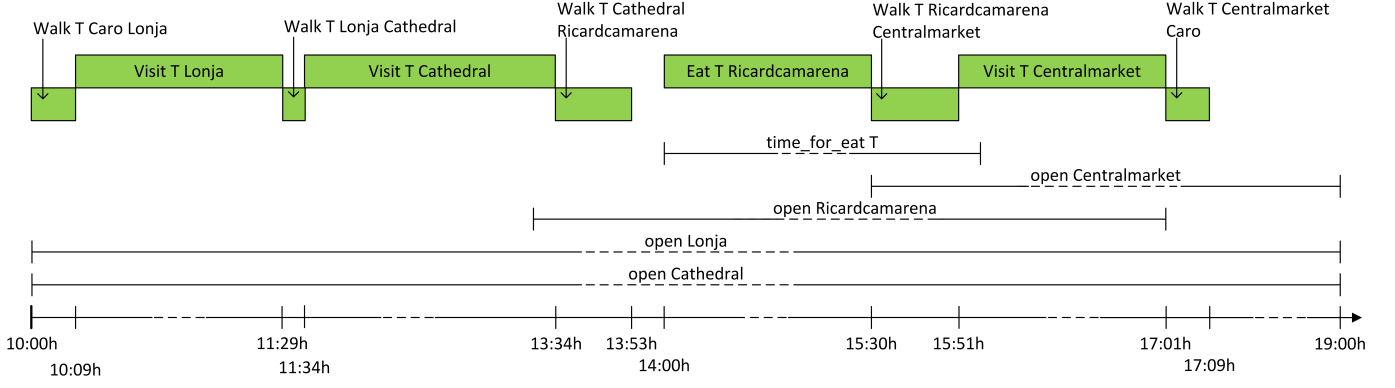 Walk T Caro Lonja
Walk T Lonja Cathedral
Walk T Cathedral
Ricardcamarena
Walk T Ricardcamarena
Centralmarket
Walk T Centralmarket
Caro
Visit T Lonja
Visit T Cathedral
Eat T Ricardcamarena
Visit T Centralmarket
time_for_eat T
open Centralmarket
open Ricardcamarena
open Lonja
open Cathedral
10:00h
10:09h
11:29h
11:34h
13:34h
13:53h
14:00h
15:30h
15:51h
17:01h
17:09h
19:00h